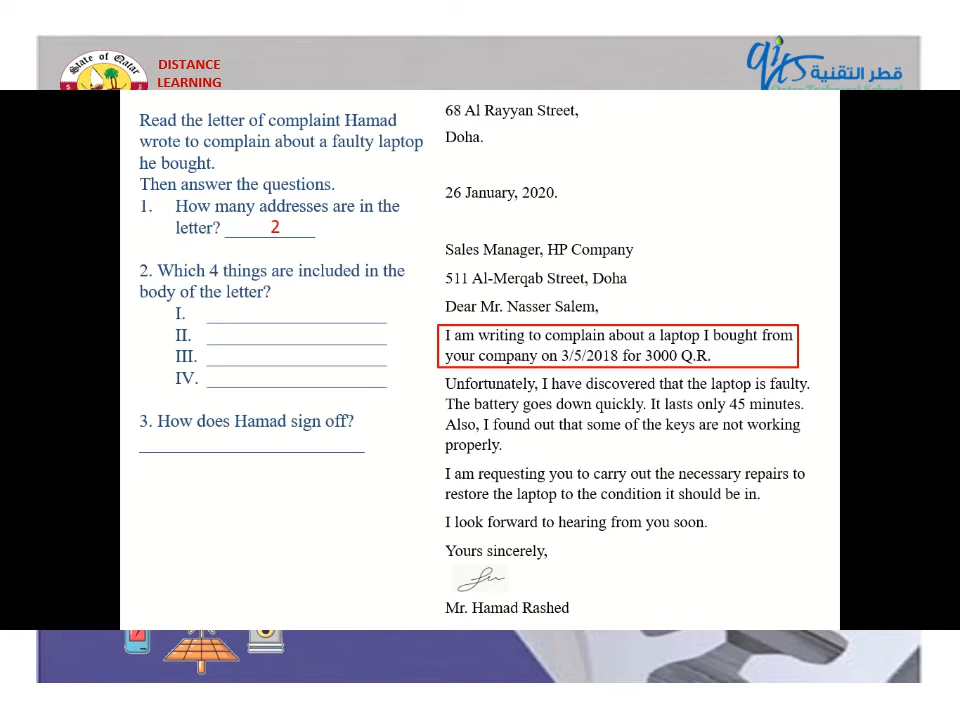 State of Qatar
DISTANCE
LEARNING
قطر التقنية
Read the letter of complaint Hamad
wrote to complain about a faulty laptop
he bought.
Then answer the questions.
1. How many addresses are in the
letter? 2
2. Which 4 things are included in the
body of the letter?
I.
II.
III.
IV.
3. How does Hamad sign off?
68 Al Rayyan Street,
Doha.
26 January, 2020.
Sales Manager, HP Company
511 Al-Merqab Street, Doha
Dear Mr. Nasser Salem,
I am writing to complain about a laptop I bought from
your company on 3/5/2018 for 3000 Q.R.
Unfortunately, I have discovered that the laptop is faulty.
The battery goes down quickly. It lasts only 45 minutes.
Also, I found out that some of the keys are not working
properly.
I am requesting you to carry out the necessary repairs to
restore the laptop to the condition it should be in.
I look forward to hearing from you soon.
Yours sincerely,
Mr. Hamad Rashed